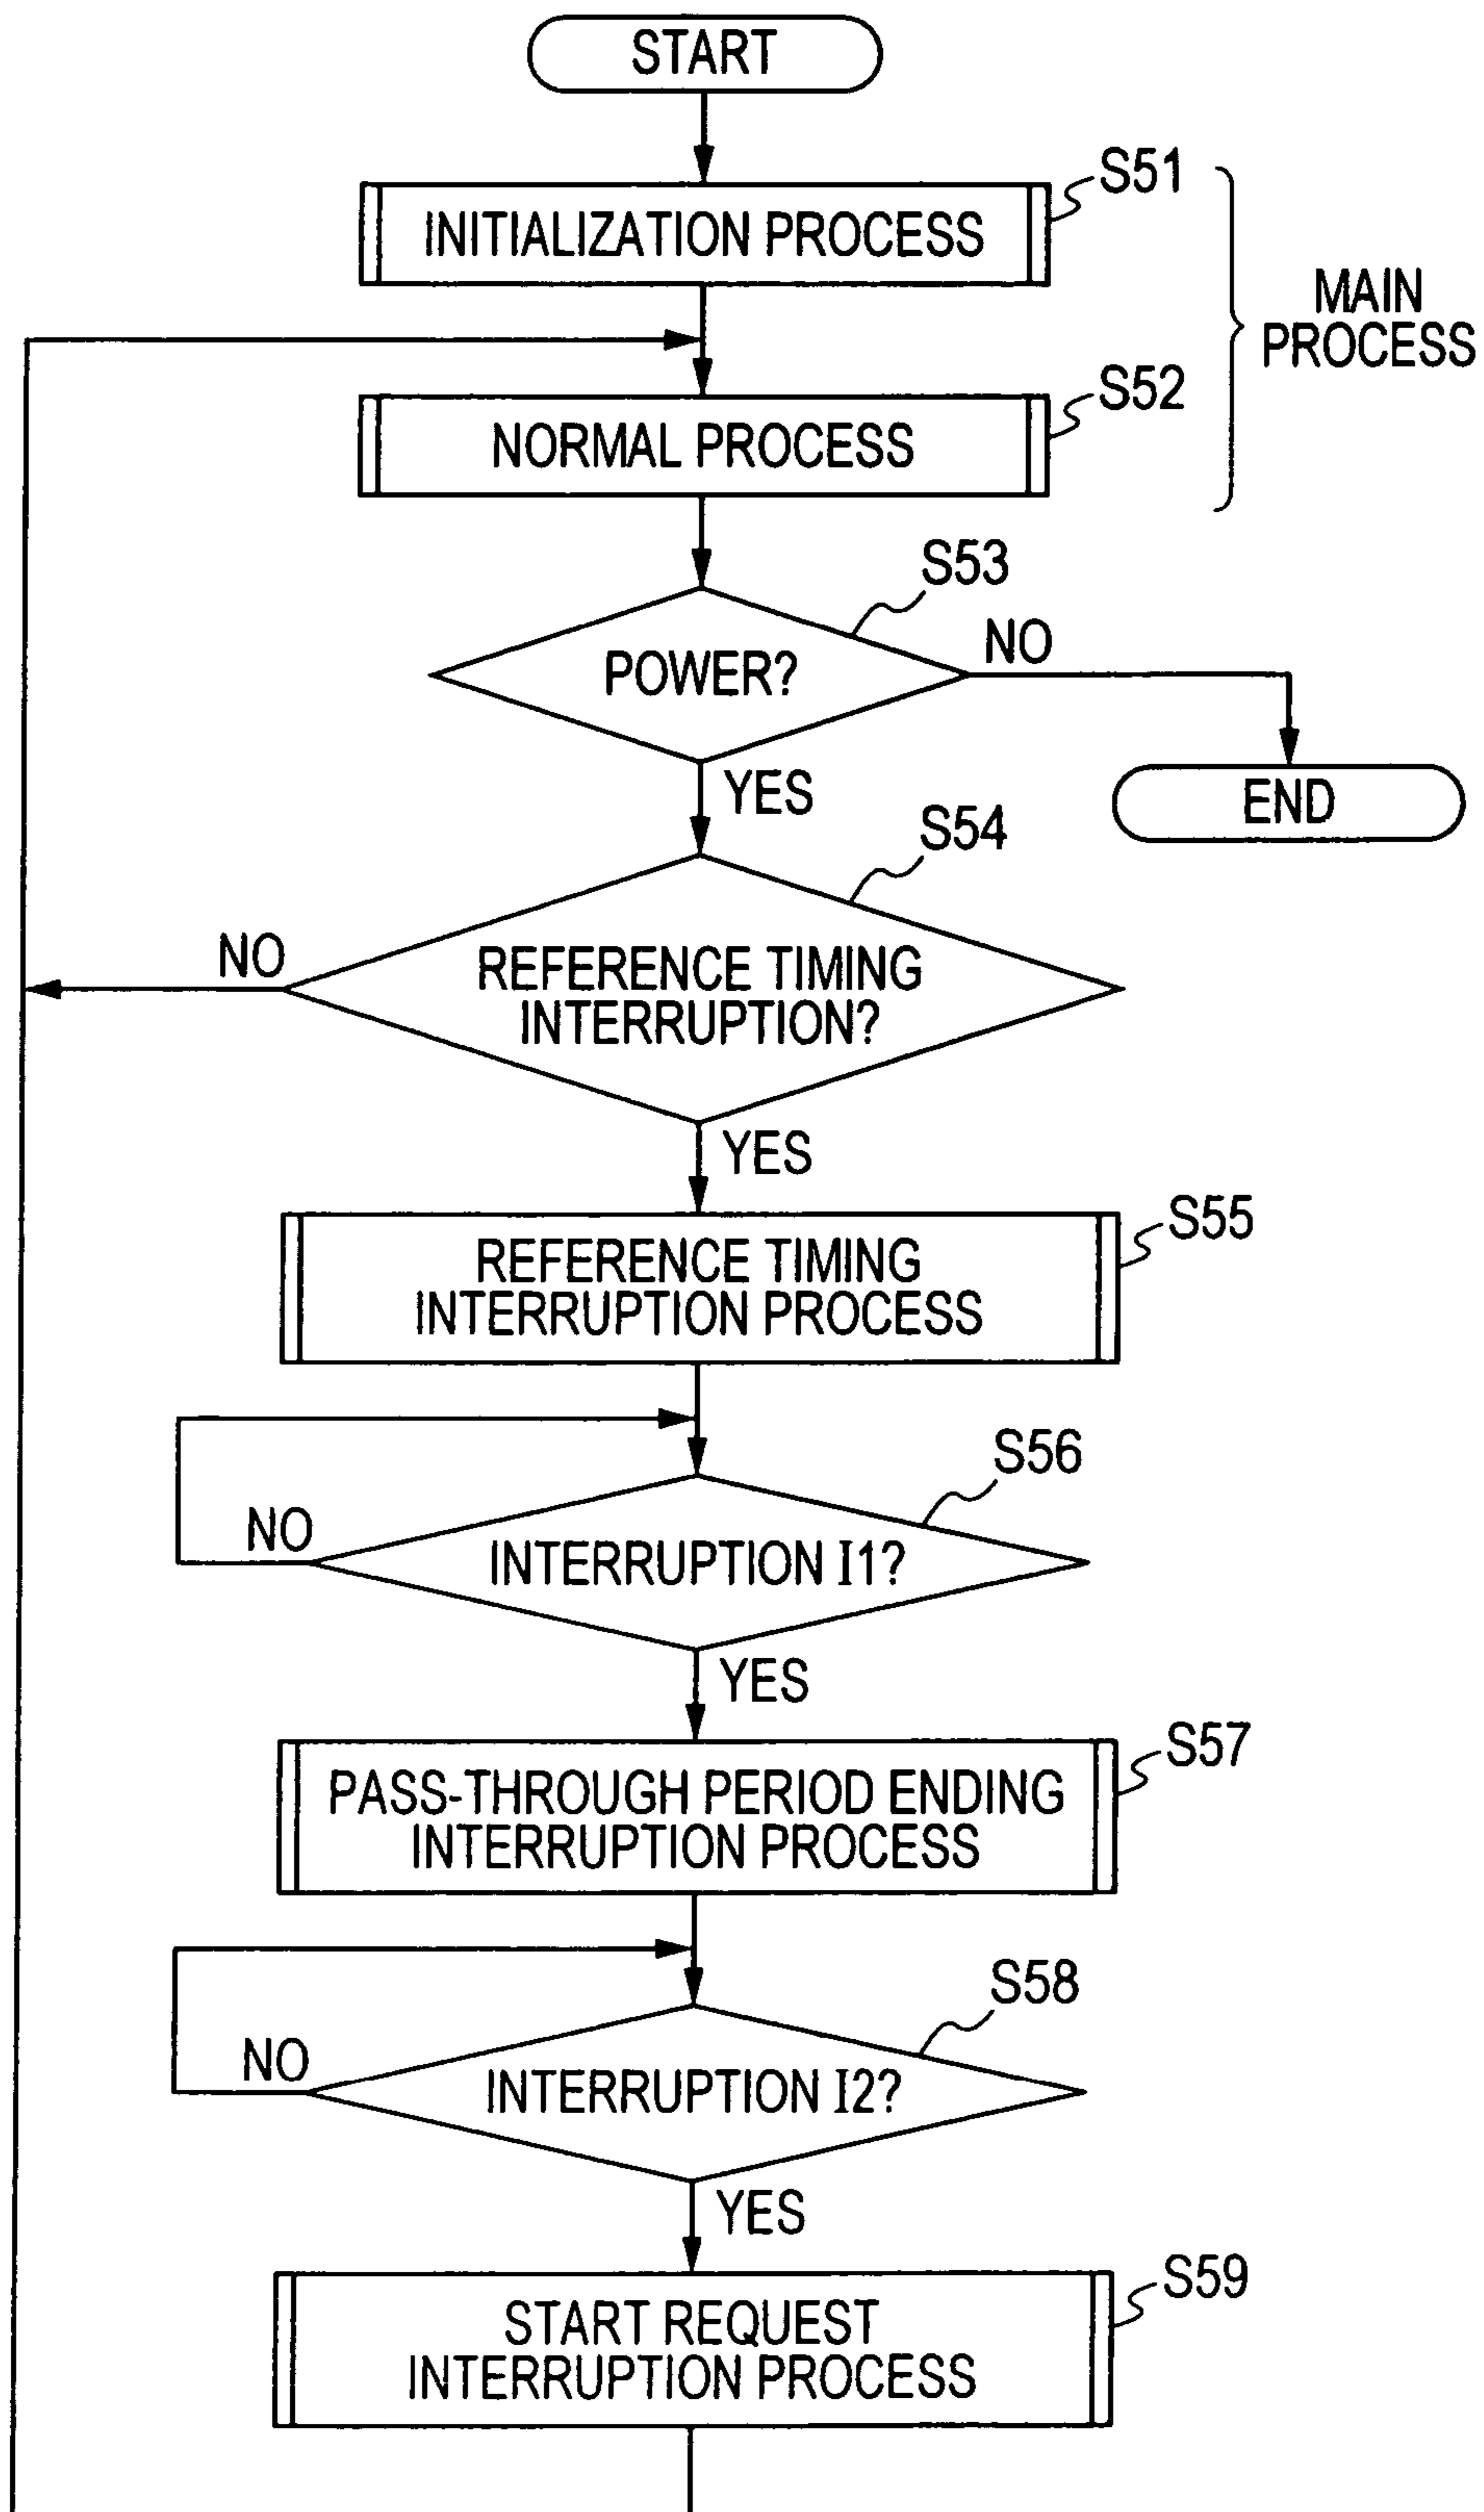 START
S51
INITIALIZATION PROCESS
MAIN
PROCESS
S52
NORMAL PROCESS
S53
POWER?
NO
YES
END
S54
NO
REFERENCE TIMING
INTERRUPTION?
YES
S55
REFERENCE TIMING
INTERRUPTION PROCESS
S56
NO
INTERRUPTION I1?
YES
S57
PASS-THROUGH PERIOD ENDING
INTERRUPTION PROCESS
S58
NO
INTERRUPTION I2?
YES
S59
START REQUEST
INTERRUPTION PROCESS